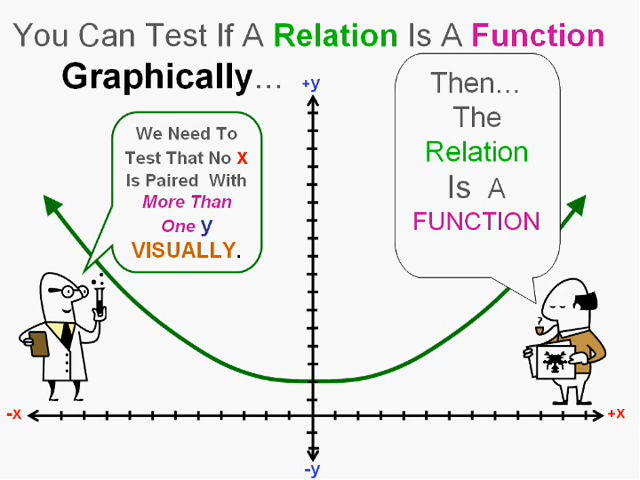 You Can Test If A Relation Is A Function
Graphically...
+y
We Need To
Test That No x
Is Paired With
More Than
One y
VISUALLY.
Then...
The
Relation
Is A
FUNCTION
-x
+x
-y